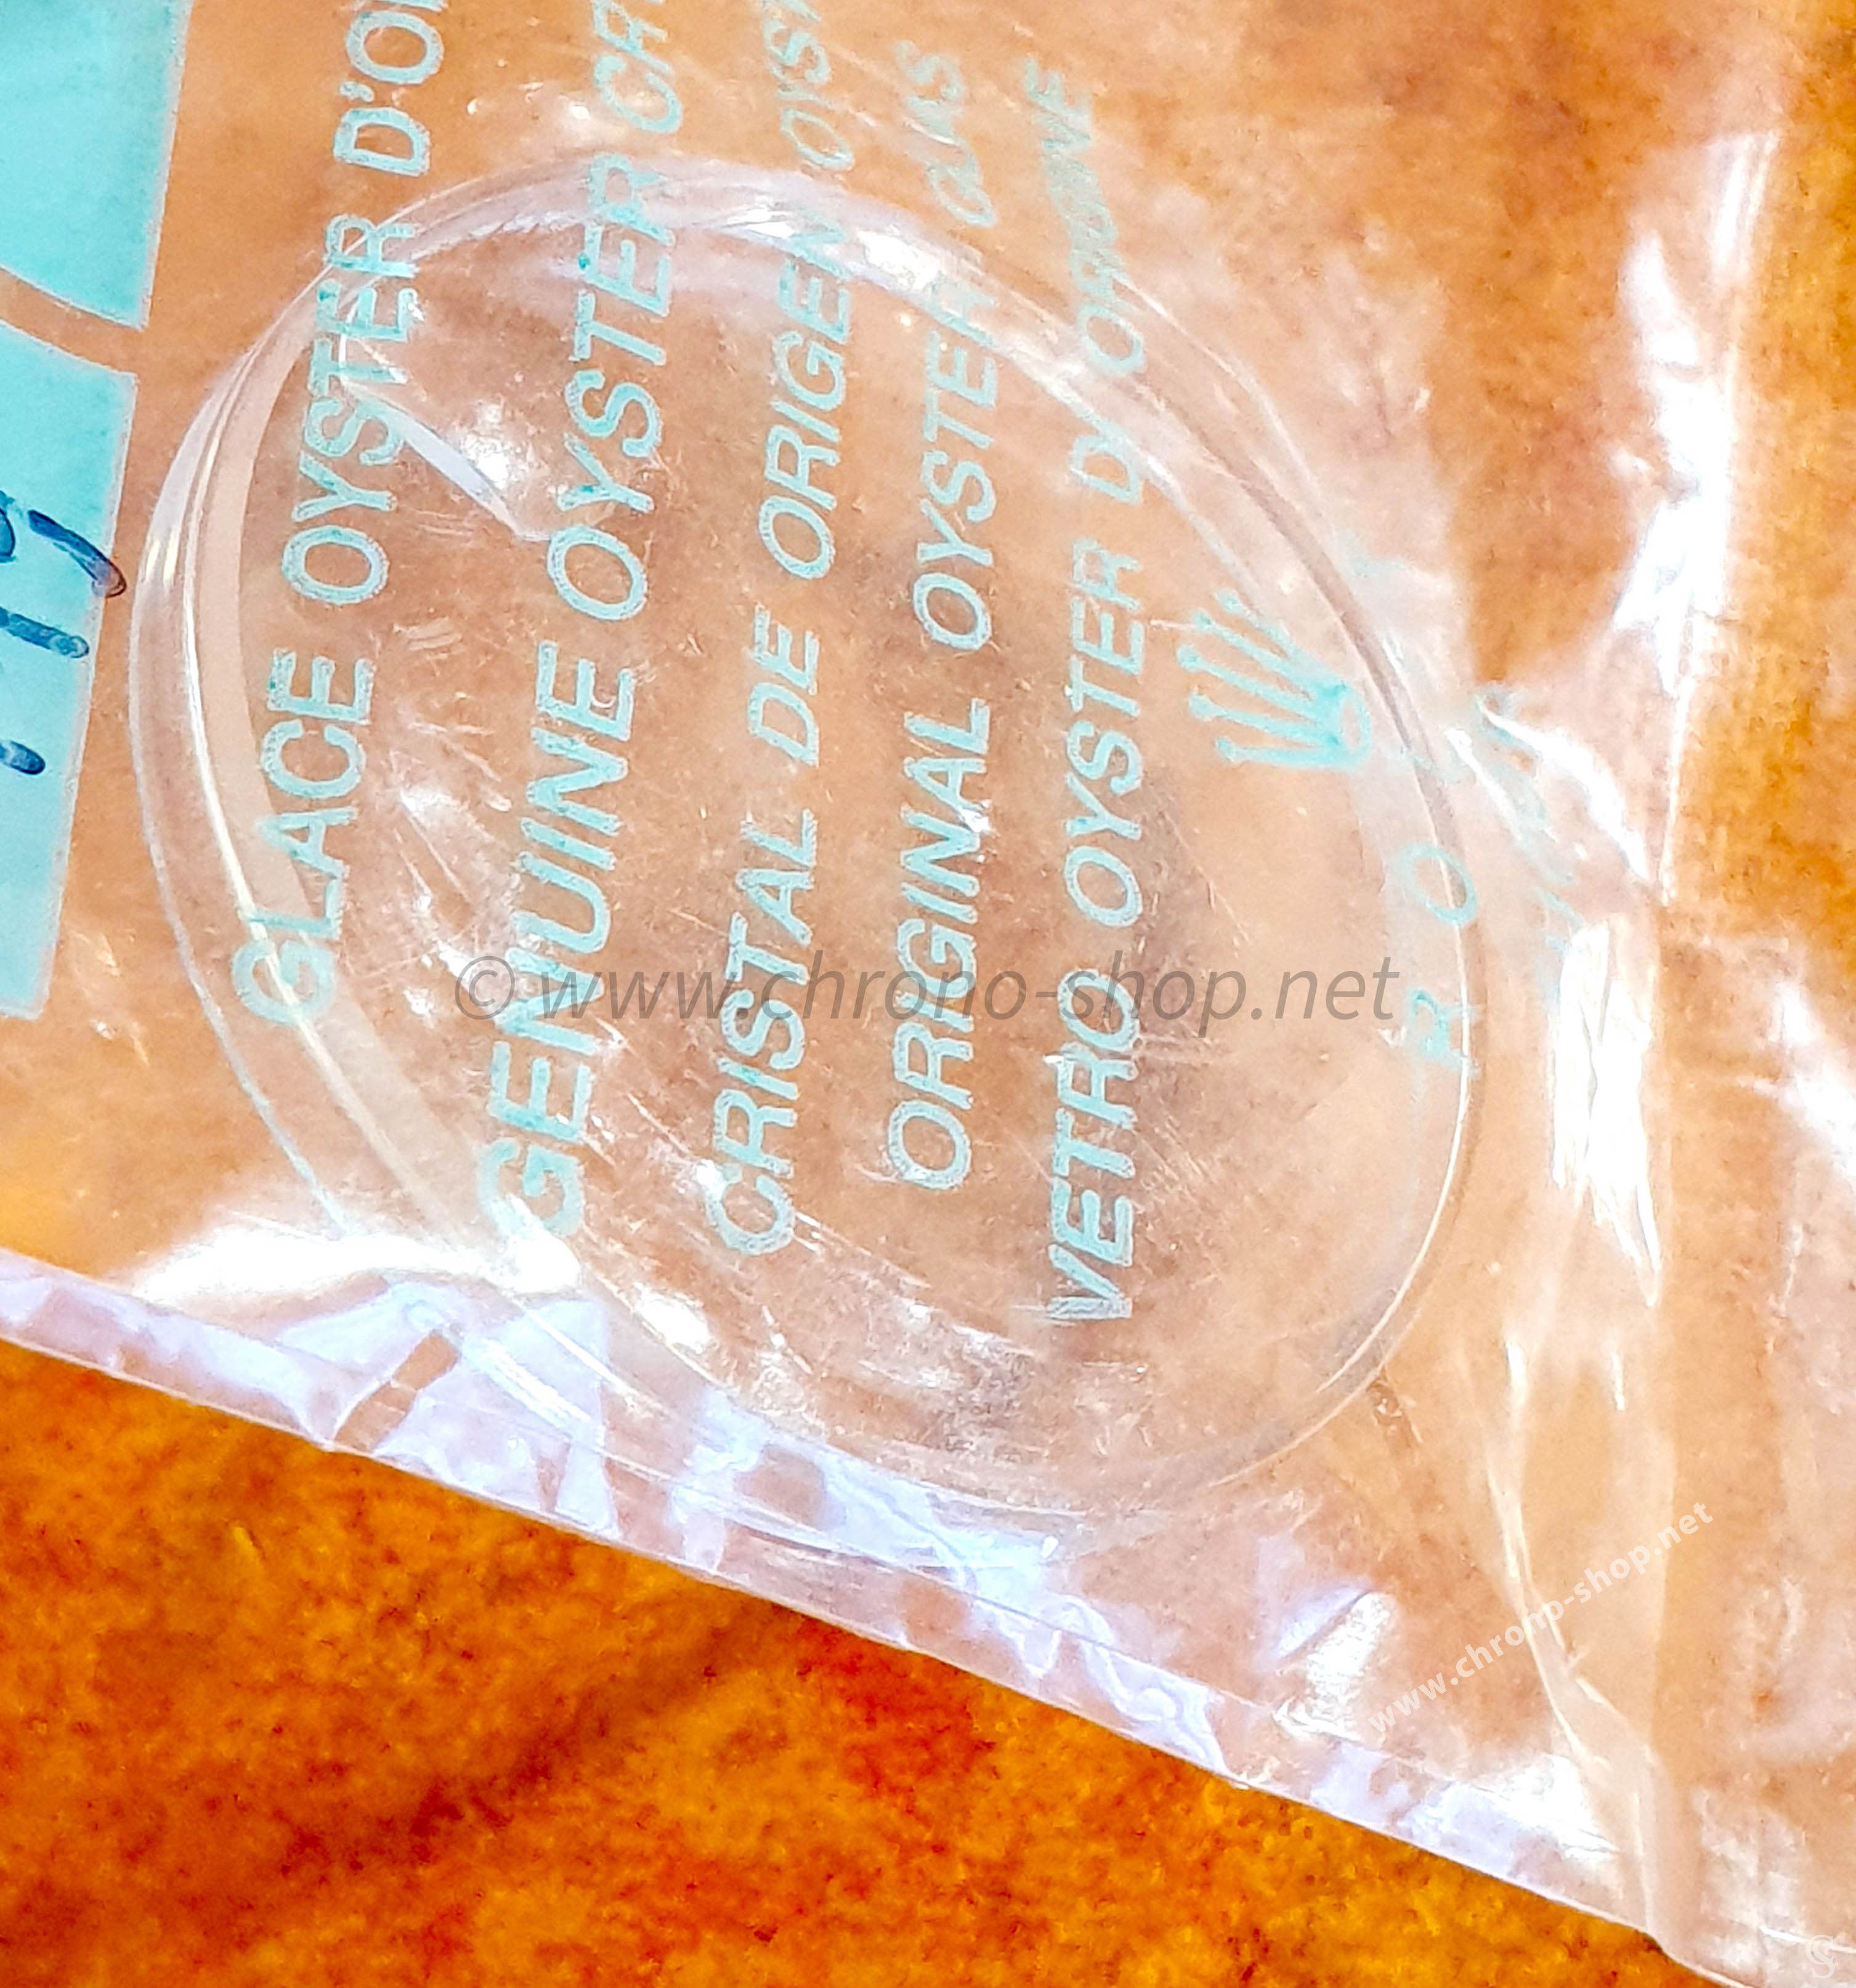 GLACE OYSTER
GENUINE OYSTER
CRISTAL DE ORIGEN
ORIGINAL OYSTER GLAS
VETRO OYSTER DI ORIGINE
© www.chrono-shop.net
www.chrono-shop.net